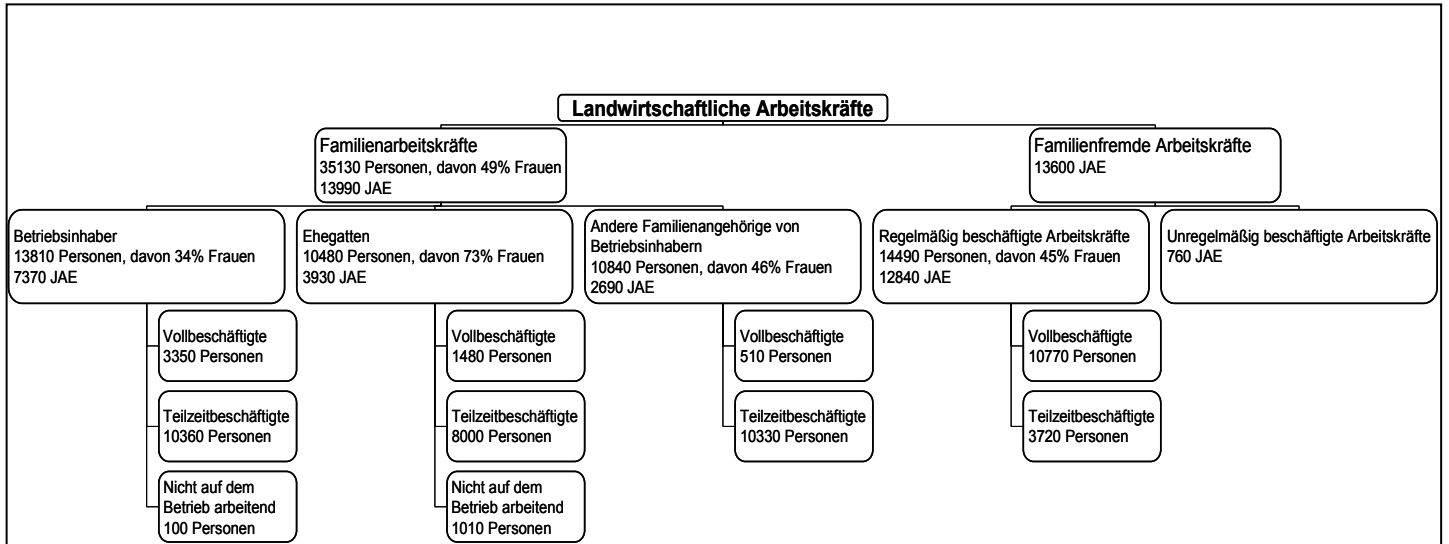 Landwirtschaftliche Arbeitskräfte
Familienarbeitskräfte
35130 Personen, davon 49% Frauen
13990 JAE
Familienfremde Arbeitskräfte
13600 JAE
Betriebsinhaber
13810 Personen, davon 34% Frauen
7370 JAE
Ehegatten
10480 Personen, davon 73% Frauen
3930 JAE
Andere Familienangehörige von
Betriebsinhabern
10840 Personen, davon 46% Frauen
2690 JAE
Regelmäßig beschäftigte Arbeitskräfte
14490 Personen, davon 45% Frauen
12840 JAE
Unregelmäßig beschäftigte Arbeitskräfte
760 JAE
Vollbeschäftigte
3350 Personen
Vollbeschäftigte
1480 Personen
Vollbeschäftigte
510 Personen
Vollbeschäftigte
10770 Personen
Teilzeitbeschäftigte
10360 Personen
Teilzeitbeschäftigte
8000 Personen
Teilzeitbeschäftigte
10330 Personen
Teilzeitbeschäftigte
3720 Personen
Nicht auf dem
Betrieb arbeitend
100 Personen
Nicht auf dem
Betrieb arbeitend
1010 Personen